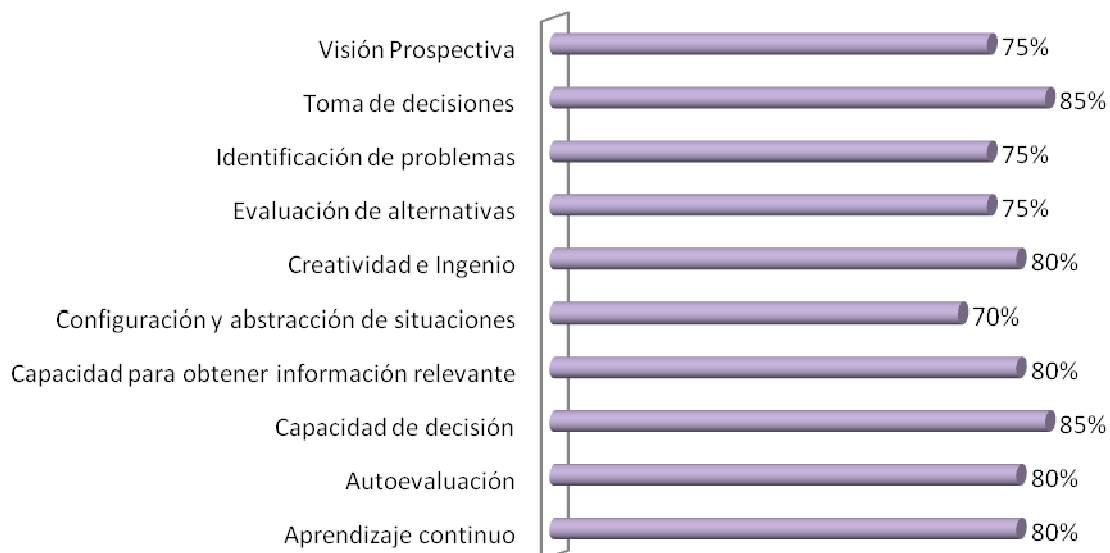 Visión Prospectiva 75%
Toma de decisiones 85%
Identificación de problemas 75%
Evaluación de alternativas 75%
Creatividad e Ingenio 80%
Configuración y abstracción de situaciones 70%
Capacidad para obtener información relevante 80%
Capacidad de decisión 85%
Autoevaluación 80%
Aprendizaje continuo 80%